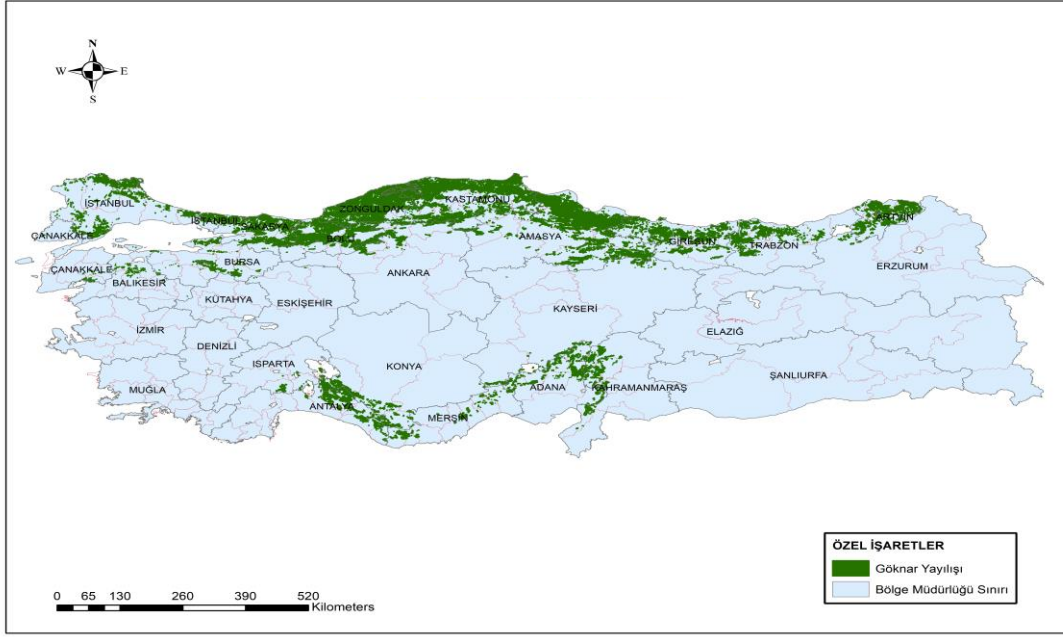 N
W E
S
İSTANBUL
İSTANBUL
ÇANAKKALE
SAKARYA
ZONGULDAK
KASTAMONU
BOLU
AMASYA
GİRESUN
TRABZON
ARTVİN
ÇANAKKALE
BALIKESİR
BURSA
ANKARA
ERZURUM
KÜTAHYA
ESKİŞEHİR
KAYSERİ
İZMİR
DENİZLİ
ELAZIĞ
ISPARTA
KONYA
MUĞLA
ANTALYA
MERSİN
ADANA
KAHRAMANMARAŞ
ŞANLIURFA
ÖZEL İŞARETLER
Göknar Yayılışı
Bölge Müdürlüğü Sınırı
0 65 130 260 390 520
Kilometers